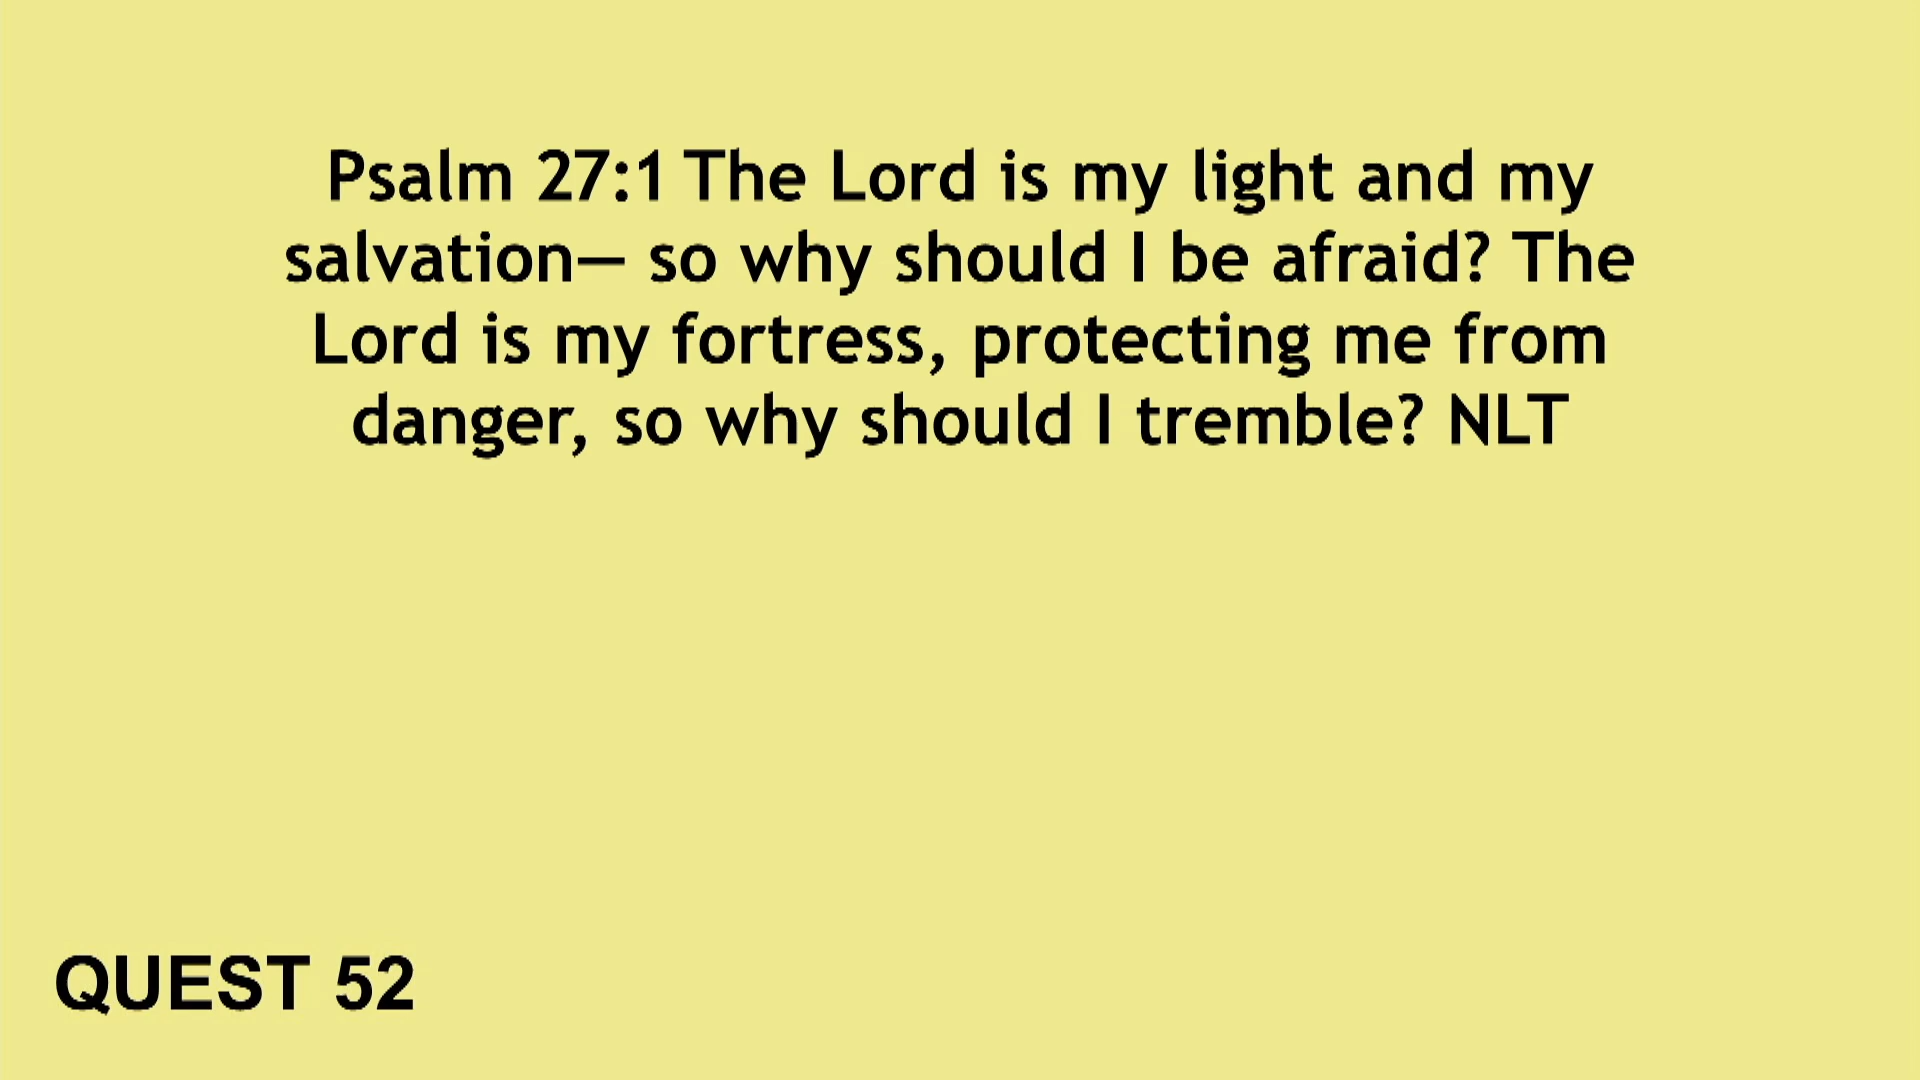 Psalm 27:1 The Lord is my light and my
salvation— so why should I be afraid? The
Lord is my fortress, protecting me from
danger, so why should I tremble? NLT
QUEST 52